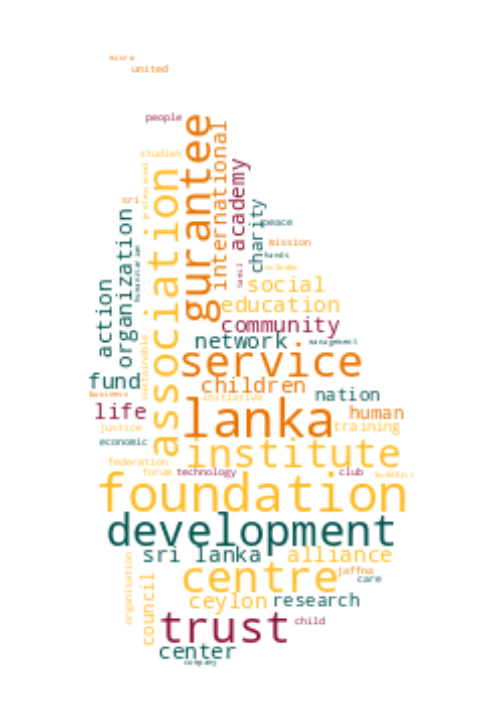 micro
united
people
gurantee
international
studies
professional
academy
association
sri
charity
peace
organization
humanitarian
mission
hands
colombo
tamil
action
social
education
community
network
management
sustainable
service
fund
children
nation
business
initiative
life
lanka
human
justice
training
economic
institute
federation
forum
technology
club
buddhist
foundation
development
sri lanka
alliance
centre
jaffna
care
organisation
council
ceylon
research
trust
child
center
company